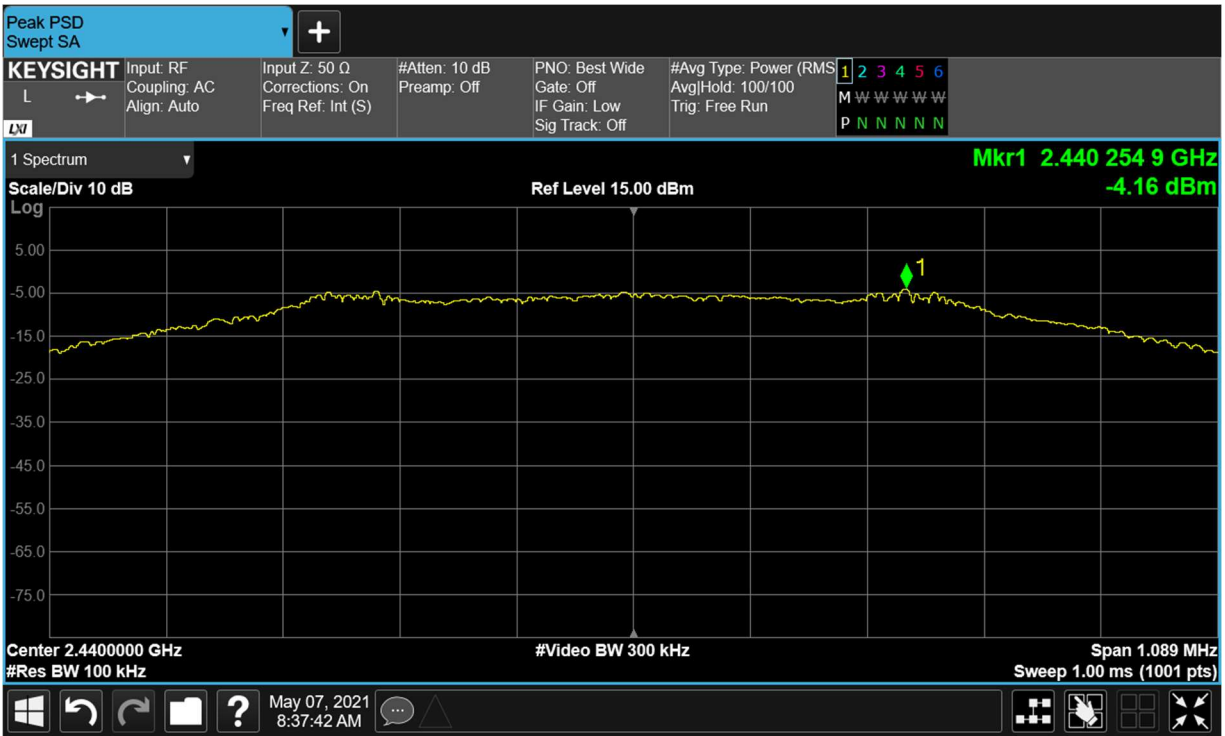 Peak PSD
Swept SA
KEYSIGHT
L
LXI
Input: RF
Coupling: AC
Align: Auto
Input Z: 50 Ω
Corrections: On
Freq Ref: Int (S)
#Atten: 10 dB
Preamp: Off
PNO: Best Wide
Gate: Off
IF Gain: Low
Sig Track: Off
#Avg Type: Power (RMS
Avg|Hold: 100/100
Trig: Free Run
1 2 3 4 5 6
M W W W W W
P N N N N N
1 Spectrum
Scale/Div 10 dB
Ref Level 15.00 dBm
Mkr1 2.440 254 9 GHz
-4.16 dBm
Log
1
5.00
-5.00
-15.0
-25.0
-35.0
-45.0
-55.0
-65.0
-75.0
Center 2.4400000 GHz
#Video BW 300 kHz
Span 1.089 MHz
#Res BW 100 kHz
Sweep 1.00 ms (1001 pts)
?
May 07, 2021
8:37:42 AM